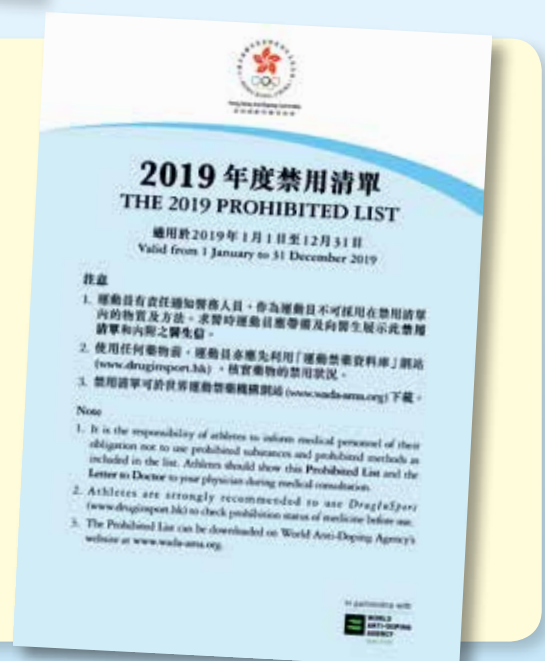 Hong Kong Anti-Doping Committee
2019 年度禁用清單
THE 2019 PROHIBITED LIST
適用於2019年1月1日至12月31日
Valid from 1 January to 31 December 2019
注意
1. 運動員有責任通知醫務人員，作為運動員不可採用在禁用清單
內的物質及方法。求醫時運動員應帶備及向醫生展示此禁用
清單和內附之醫生信。
2. 使用任何藥物前，運動員亦應先利用「運動禁藥資料庫」網站
(www.druginsport.hk)，核實藥物的禁用狀況。
3. 禁用清單可於世界運動禁藥機構網站 (www.wada-ama.org) 下載。
Note
1. It is the responsibility of athletes to inform medical personnel of their
obligation not to use prohibited substances and prohibited methods as
included in the list. Athletes should show this Prohibited List and the
Letter to Doctor to your physician during medical consultation.
2. Athletes are strongly recommended to use DrugInSport
(www.druginsport.hk) to check prohibition status of medicine before use.
3. The Prohibited List can be downloaded on World Anti-Doping Agency's
website at www.wada-ama.org.
In partnership with
WORLD
ANTI-DOPING
AGENCY